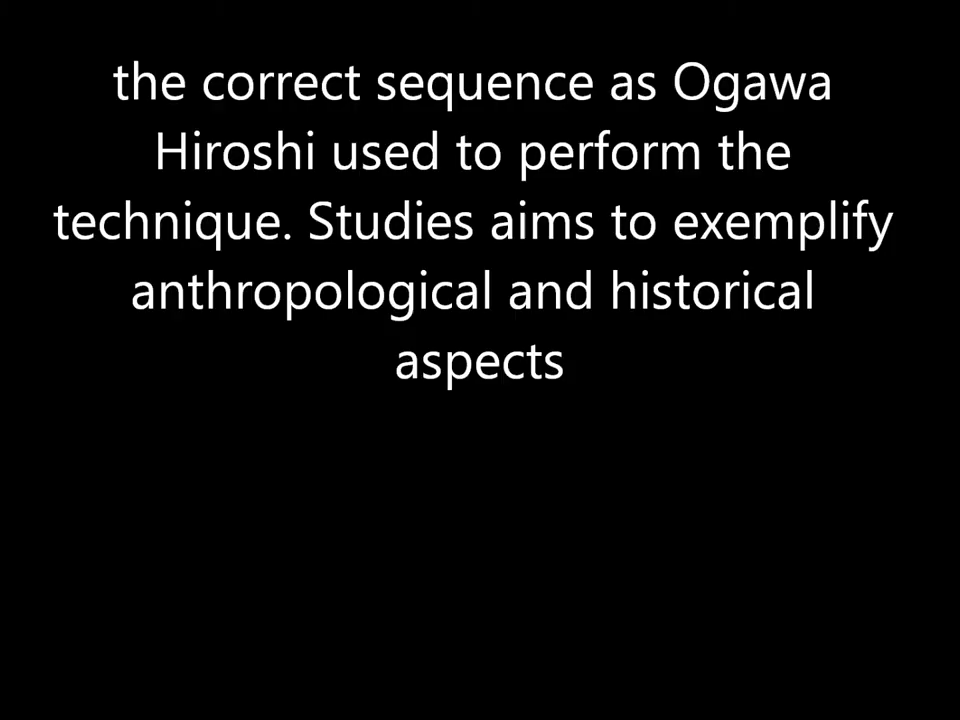 the correct sequence as Ogawa
Hiroshi used to perform the
technique. Studies aims to exemplify
anthropological and historical
aspects